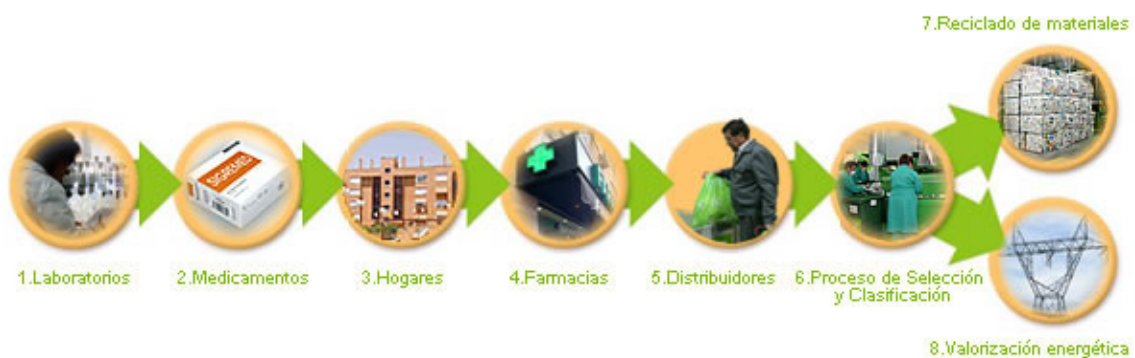 7.Reciclado de materiales
SIGREMED
1.Laboratorios
2.Medicamentos
3.Hogares
4.Farmacias
5.Distribuidores
6.Proceso de Selección
y Clasificación
8.Valorización energética